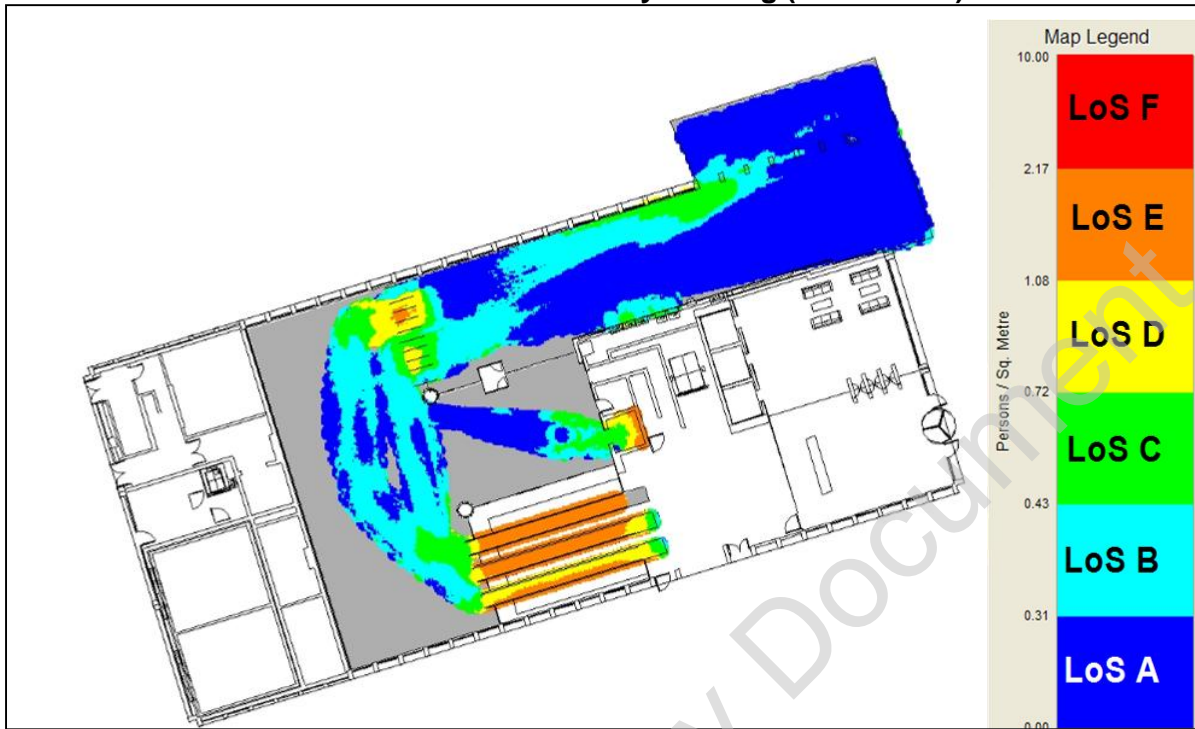 Map Legend
10.00
LoS F
2.17
LoS E
1.08
LoS D
0.72
LoS C
0.43
LoS B
0.31
LoS A
0.00
Persons / Sq. Metre
Document